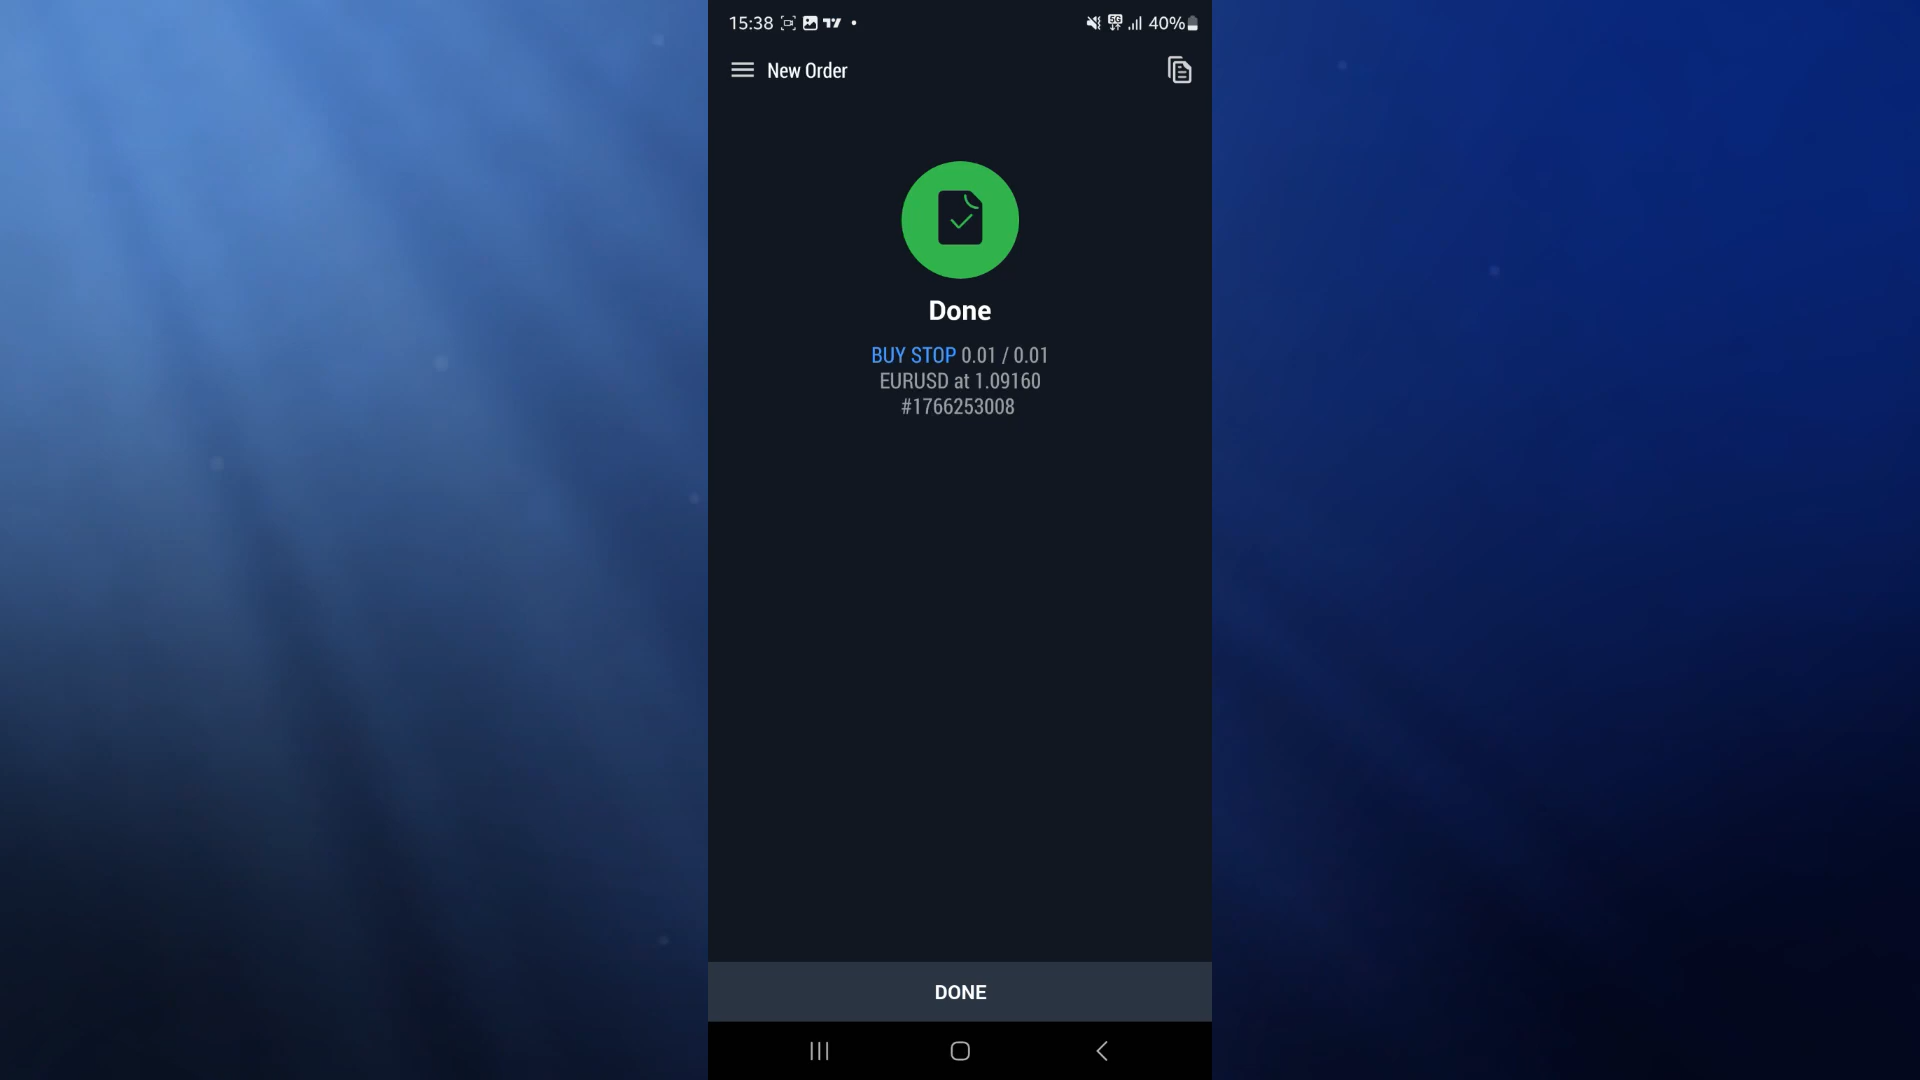 15:38 40%
New Order
Done
BUY STOP 0.01 / 0.01
EURUSD at 1.09160
#1766253008
DONE